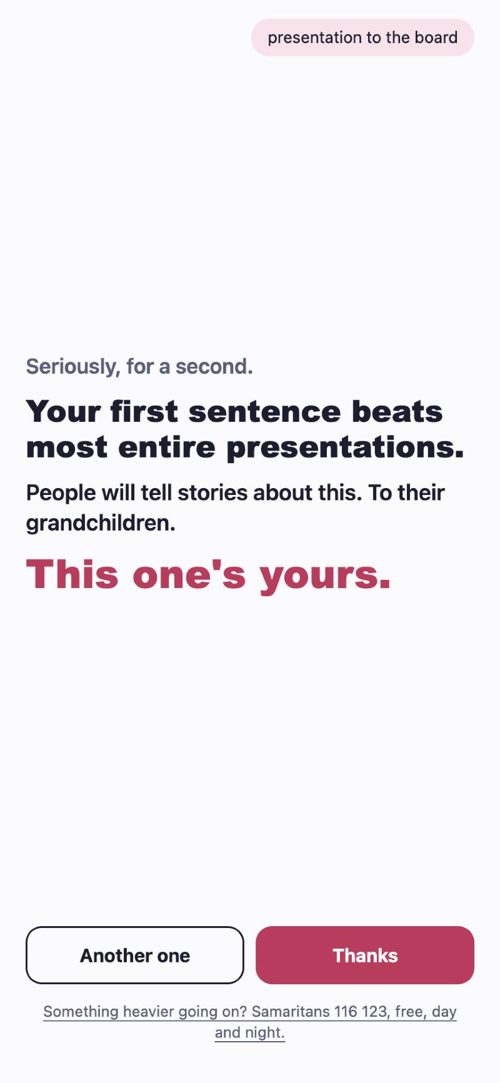 presentation to the board
Seriously, for a second.
Your first sentence beats
most entire presentations.
People will tell stories about this. To their
grandchildren.
This one's yours.
Another one
Thanks
Something heavier going on? Samaritans 116 123, free, day
and night.